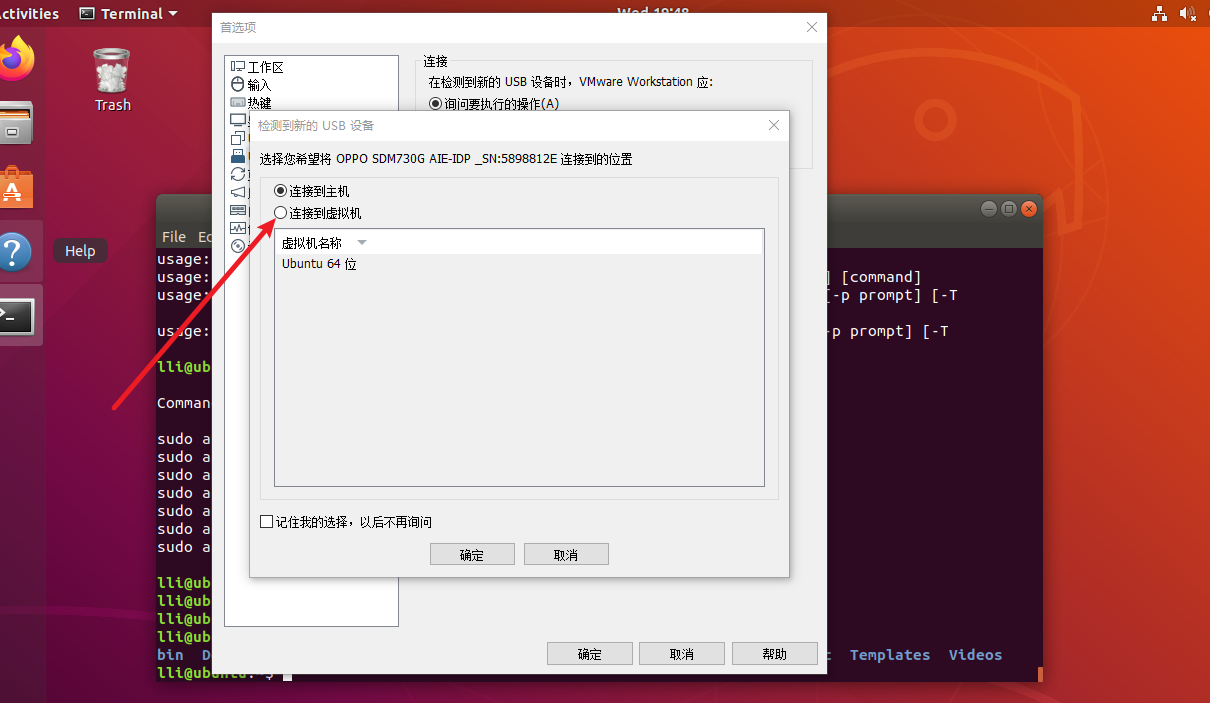 Activities
Terminal
Wed 19:48
Trash
Help
首选项
工作区
输入
热键
连接
在检测到新的 USB 设备时，VMware Workstation 应:
询问要执行的操作(A)
检测到新的 USB 设备
选择您希望将 OPPO SDM730G AIE-IDP _SN:5898812E 连接到的位置
连接到主机
连接到虚拟机
虚拟机名称
Ubuntu 64 位
记住我的选择，以后不再询问
确定
取消
确定
取消
帮助
File
usage:
usage: ] [command]
usage: [-p prompt] [-T
usage: -p prompt] [-T
lli@ub
Comman
sudo a
sudo a
sudo a
sudo a
sudo a
sudo a
sudo a
lli@ub
lli@ub
lli@ub
lli@ub
bin D Templates Videos
lli@ubuntu:~$